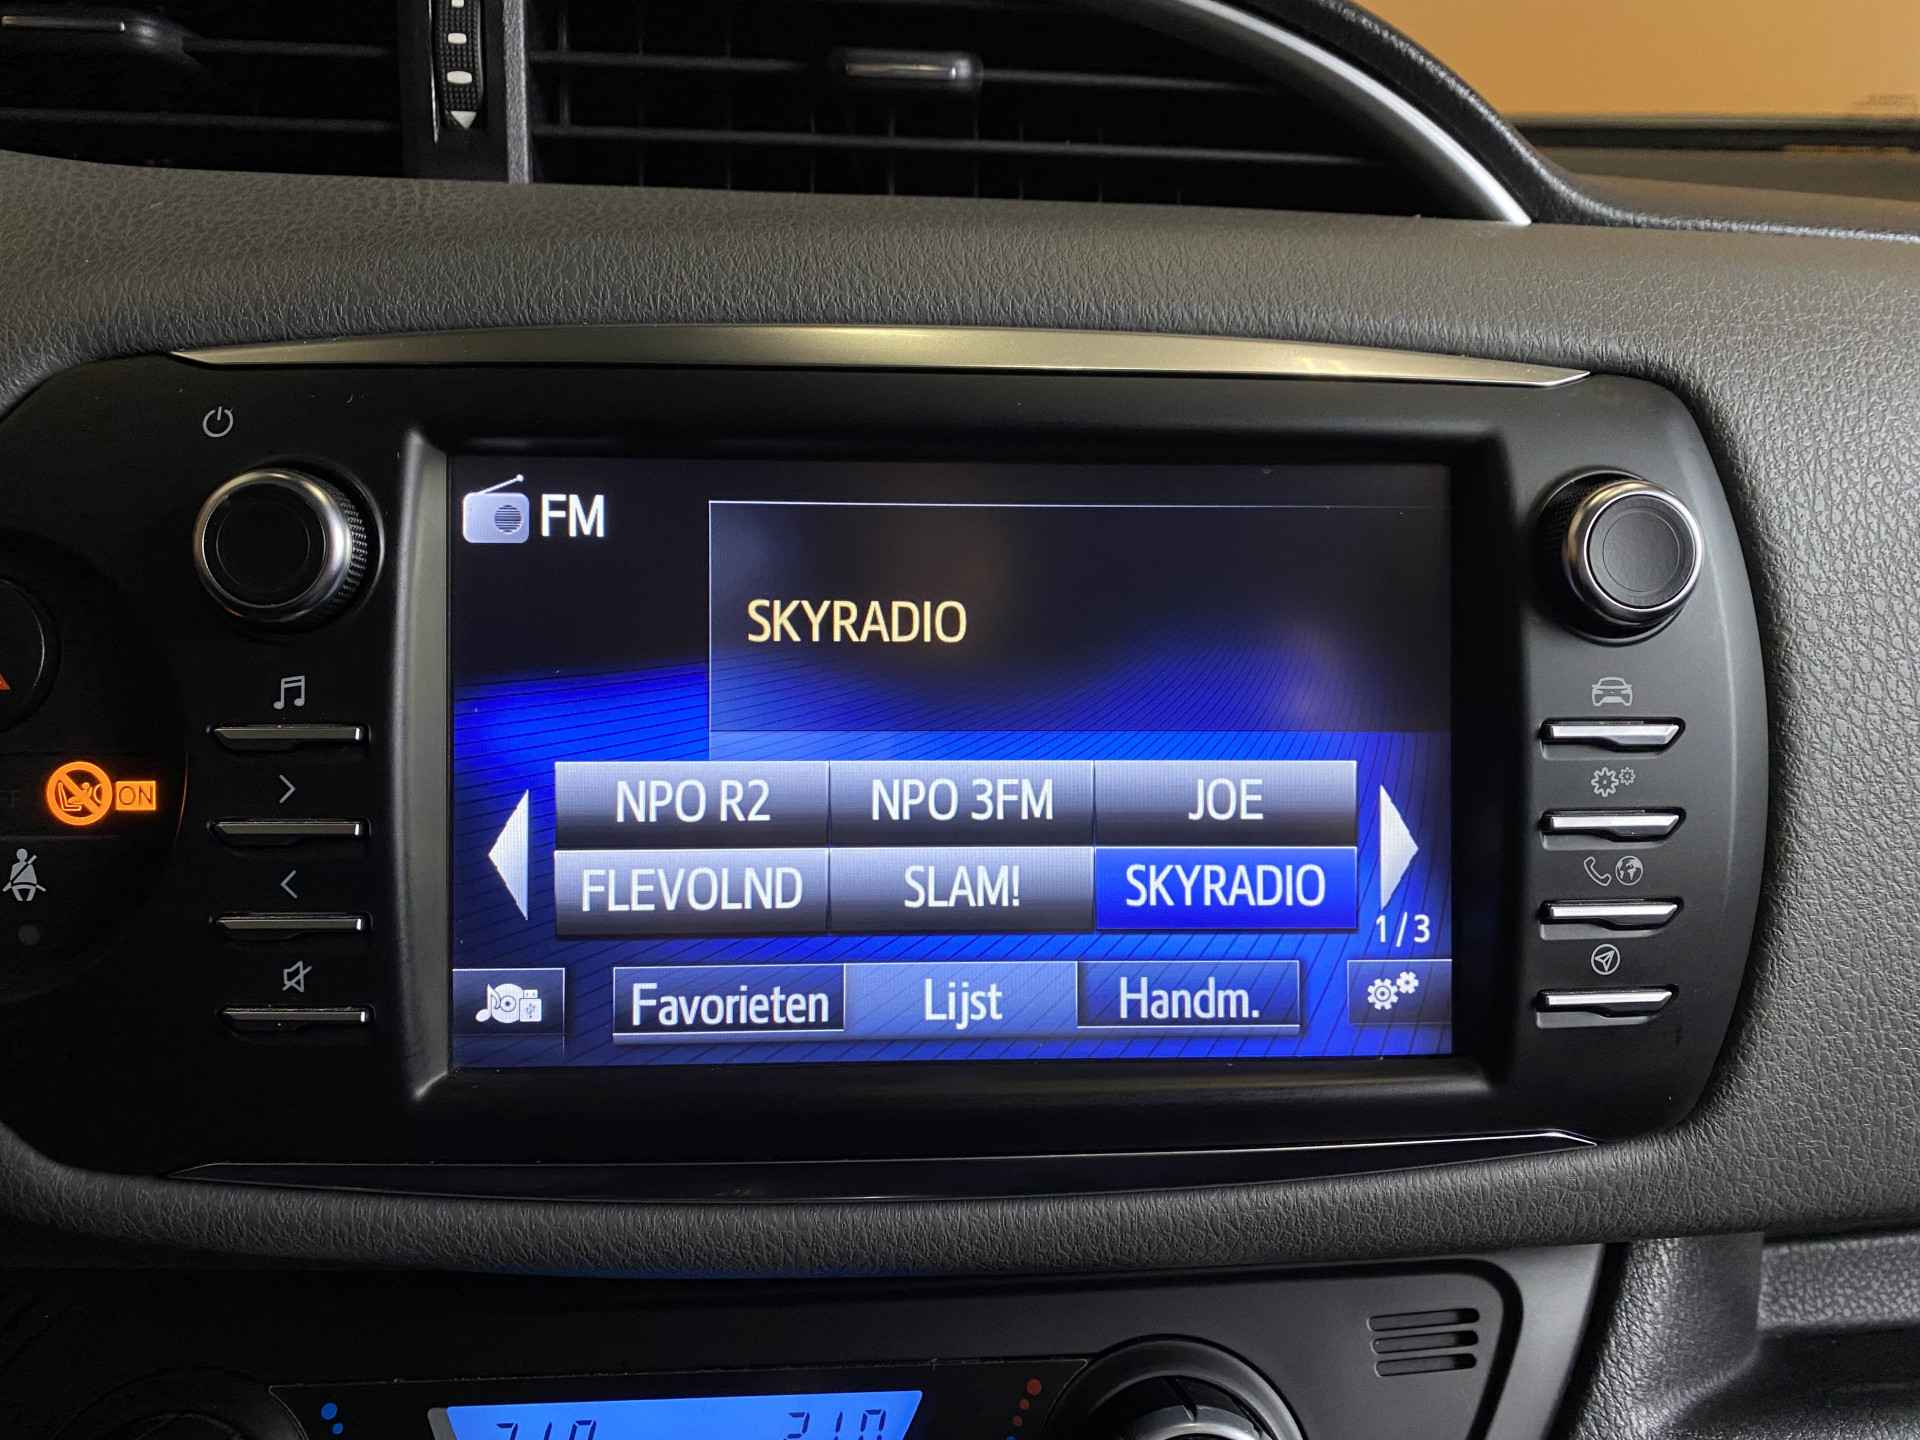 FM
SKYRADIO
NPO R2 NPO 3FM JOE
FLEVOLND SLAM! SKYRADIO
1 / 3
Favorieten Lijst Handm.
ON